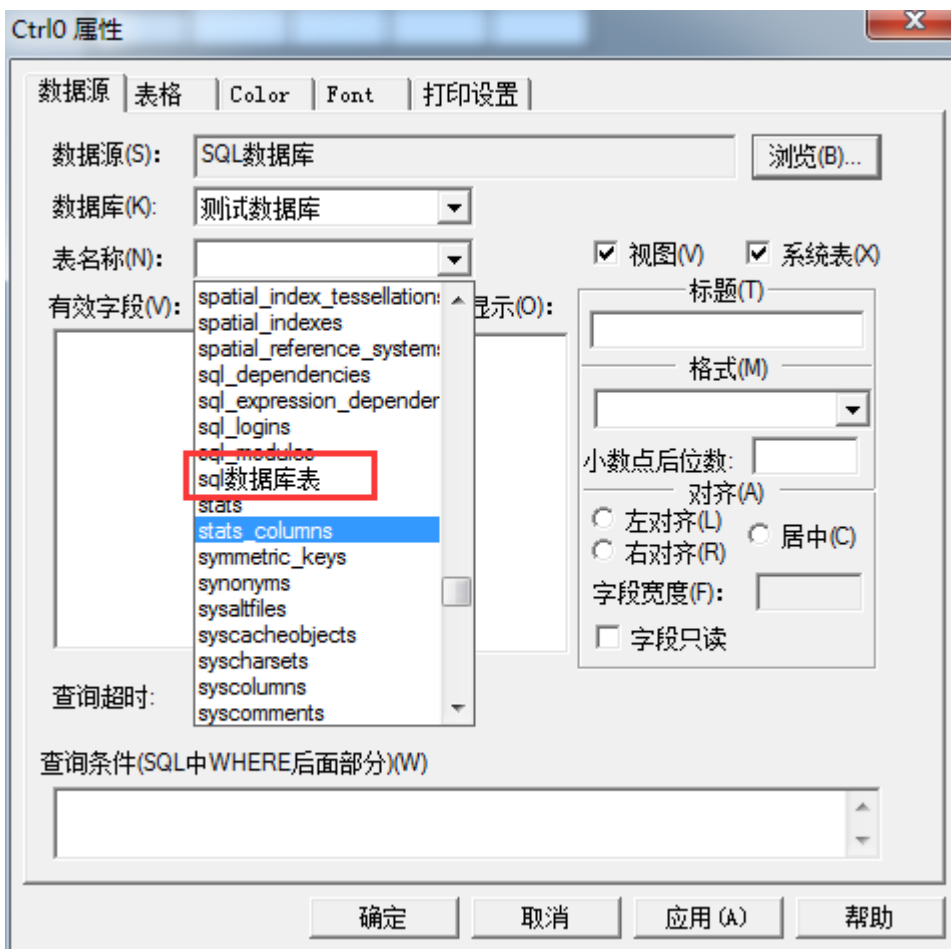 Ctrl0 属性
数据源 表格 Color Font 打印设置
数据源(S): SQL数据库 浏览(B)...
数据库(K): 测试数据库
表名称(N): 视图(V) 系统表(X)
有效字段(V): 显示(O): 标题(T)
spatial_index_tessellation
spatial_indexes
spatial_reference_system
sql_dependencies
格式(M)
sql_expression_depender
sql_logins
sql_modules
小数点后位数:
sql数据库表
对齐(A)
stats
左对齐(L) 居中(C)
stats_columns
右对齐(R)
symmetric_keys
synonyms
字段宽度(F):
sysaltfiles
syscacheobjects
字段只读
syscharsets
syscolumns
查询超时:
syscomments
查询条件(SQL中WHERE后面部分)(W)
确定 取消 应用(A) 帮助